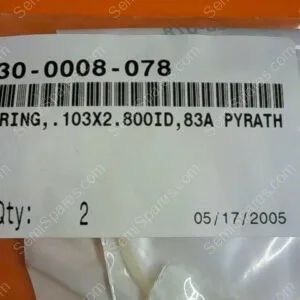 30-0008-078
RING,.103X2.800ID,83A PYRATH
Qty: 2
05/17/2005